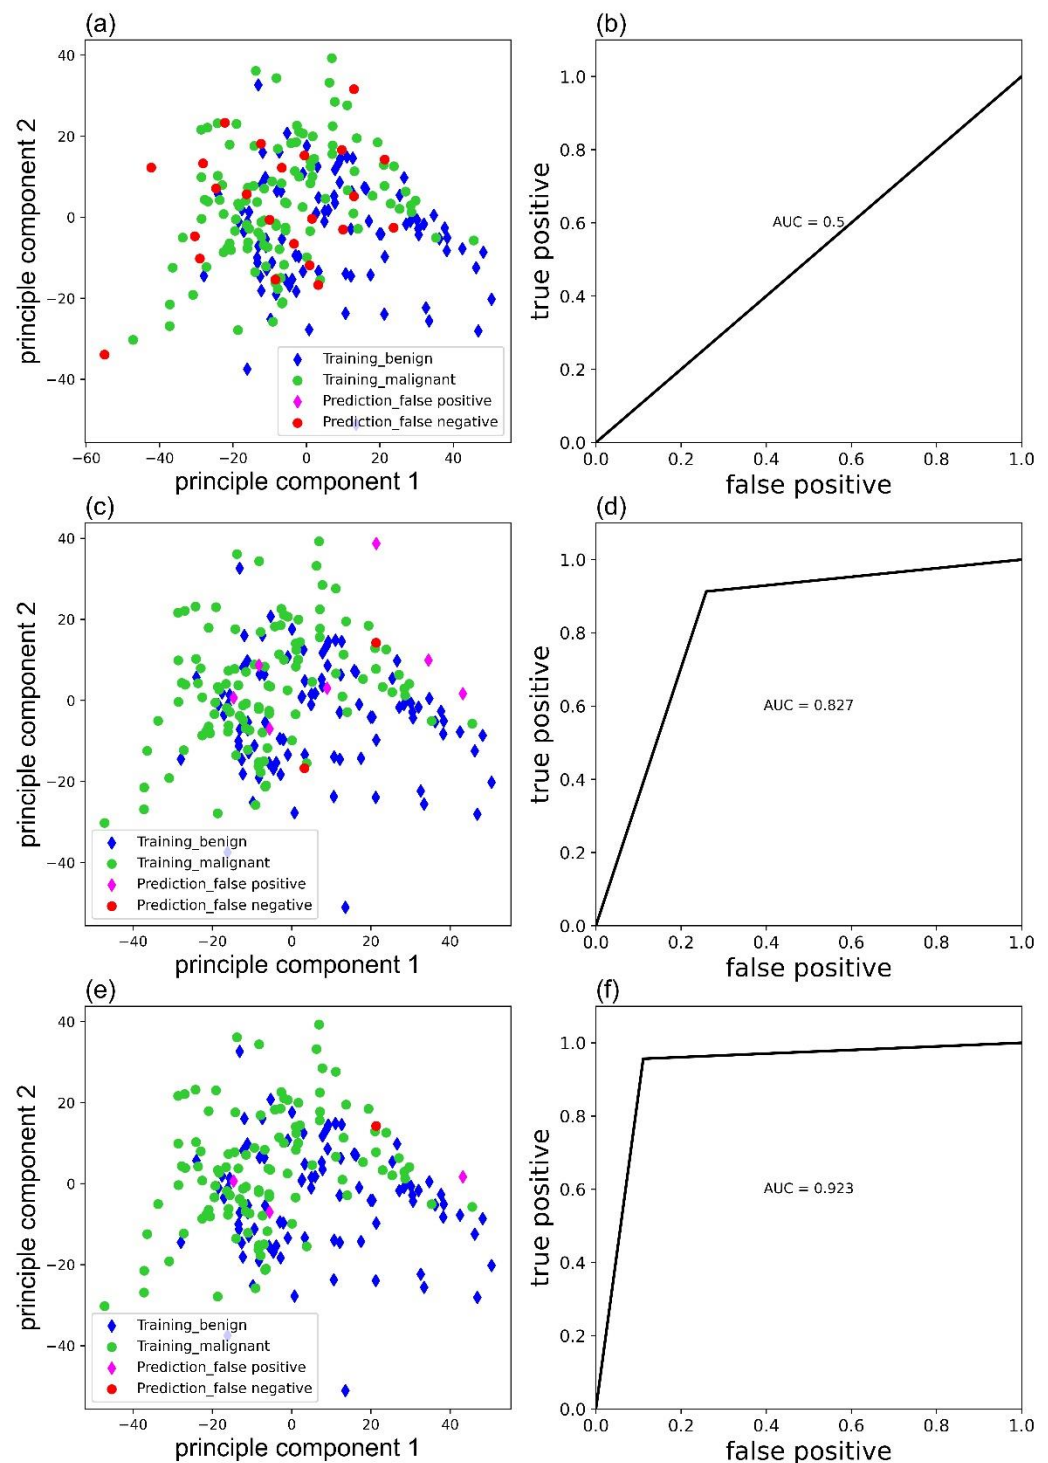 (a)
40
20
0
−20
−40
principle component 2
−60 −40 −20 0 20 40
principle component 1
Training_benign
Training_malignant
Prediction_false positive
Prediction_false negative
(b)
1.0
0.8
0.6
0.4
0.2
0.0
true positive
AUC = 0.5
0.0 0.2 0.4 0.6 0.8 1.0
false positive
(c)
40
20
0
−20
−40
principle component 2
Training_benign
Training_malignant
Prediction_false positive
Prediction_false negative
−40 −20 0 20 40
principle component 1
(d)
1.0
0.8
0.6
0.4
0.2
0.0
true positive
AUC = 0.827
0.0 0.2 0.4 0.6 0.8 1.0
false positive
(e)
40
20
0
−20
−40
principle component 2
Training_benign
Training_malignant
Prediction_false positive
Prediction_false negative
−40 −20 0 20 40
principle component 1
(f)
1.0
0.8
0.6
0.4
0.2
0.0
true positive
AUC = 0.923
0.0 0.2 0.4 0.6 0.8 1.0
false positive